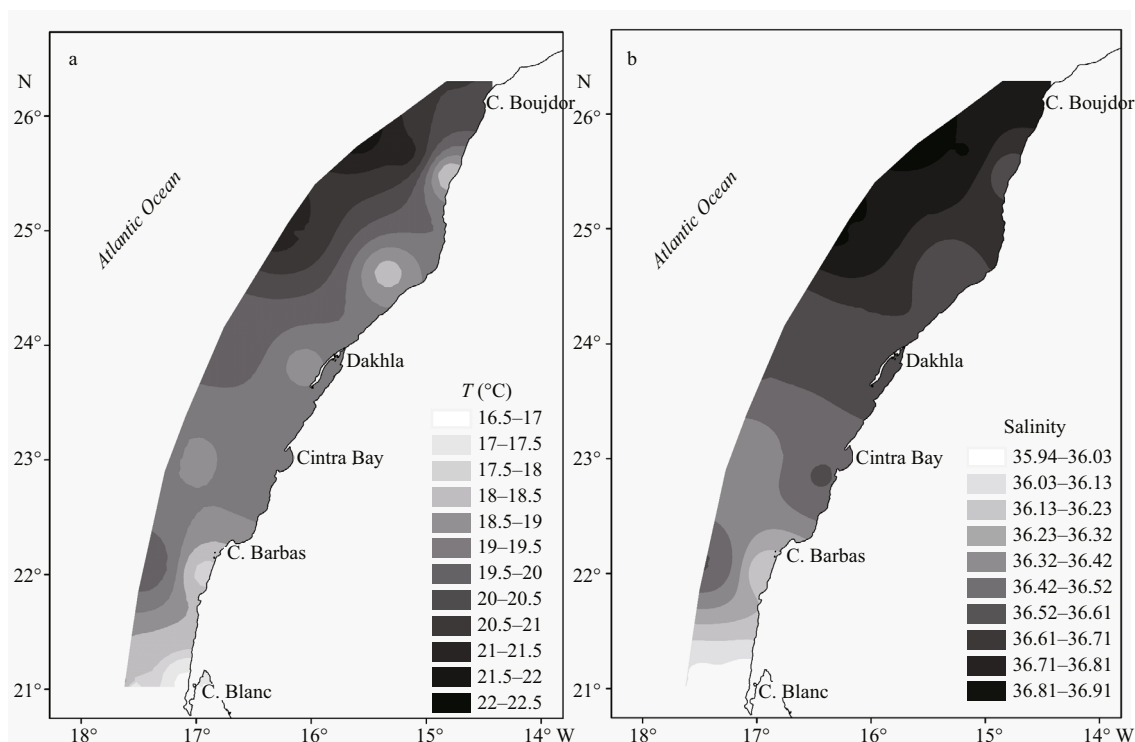 a
N
26°
25°
24°
23°
22°
21°
Atlantic Ocean
C. Boujdor
Dakhla
Cintra Bay
C. Barbas
C. Blanc
T (°C)
16.5–17
17–17.5
17.5–18
18–18.5
18.5–19
19–19.5
19.5–20
20–20.5
20.5–21
21–21.5
21.5–22
22–22.5
18°
17°
16°
15°
14° W
b
N
26°
25°
24°
23°
22°
21°
Atlantic Ocean
C. Boujdor
Dakhla
Cintra Bay
C. Barbas
C. Blanc
Salinity
35.94–36.03
36.03–36.13
36.13–36.23
36.23–36.32
36.32–36.42
36.42–36.52
36.52–36.61
36.61–36.71
36.71–36.81
36.81–36.91
18°
17°
16°
15°
14° W